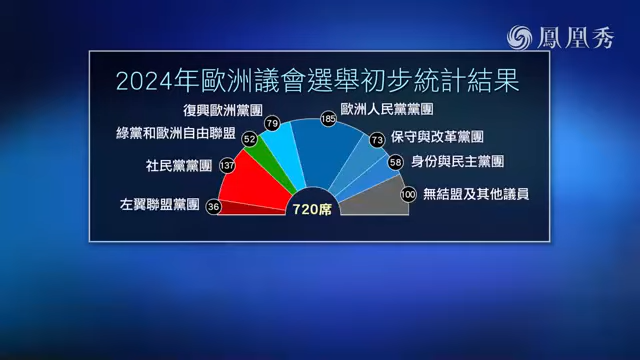 鳳凰秀
2024年歐洲議會選舉初步統計結果
復興歐洲黨團
79
185
歐洲人民黨黨團
綠黨和歐洲自由聯盟
52
73
保守與改革黨團
社民黨黨團
137
58
身份與民主黨團
左翼聯盟黨團
36
100
無結盟及其他議員
720席